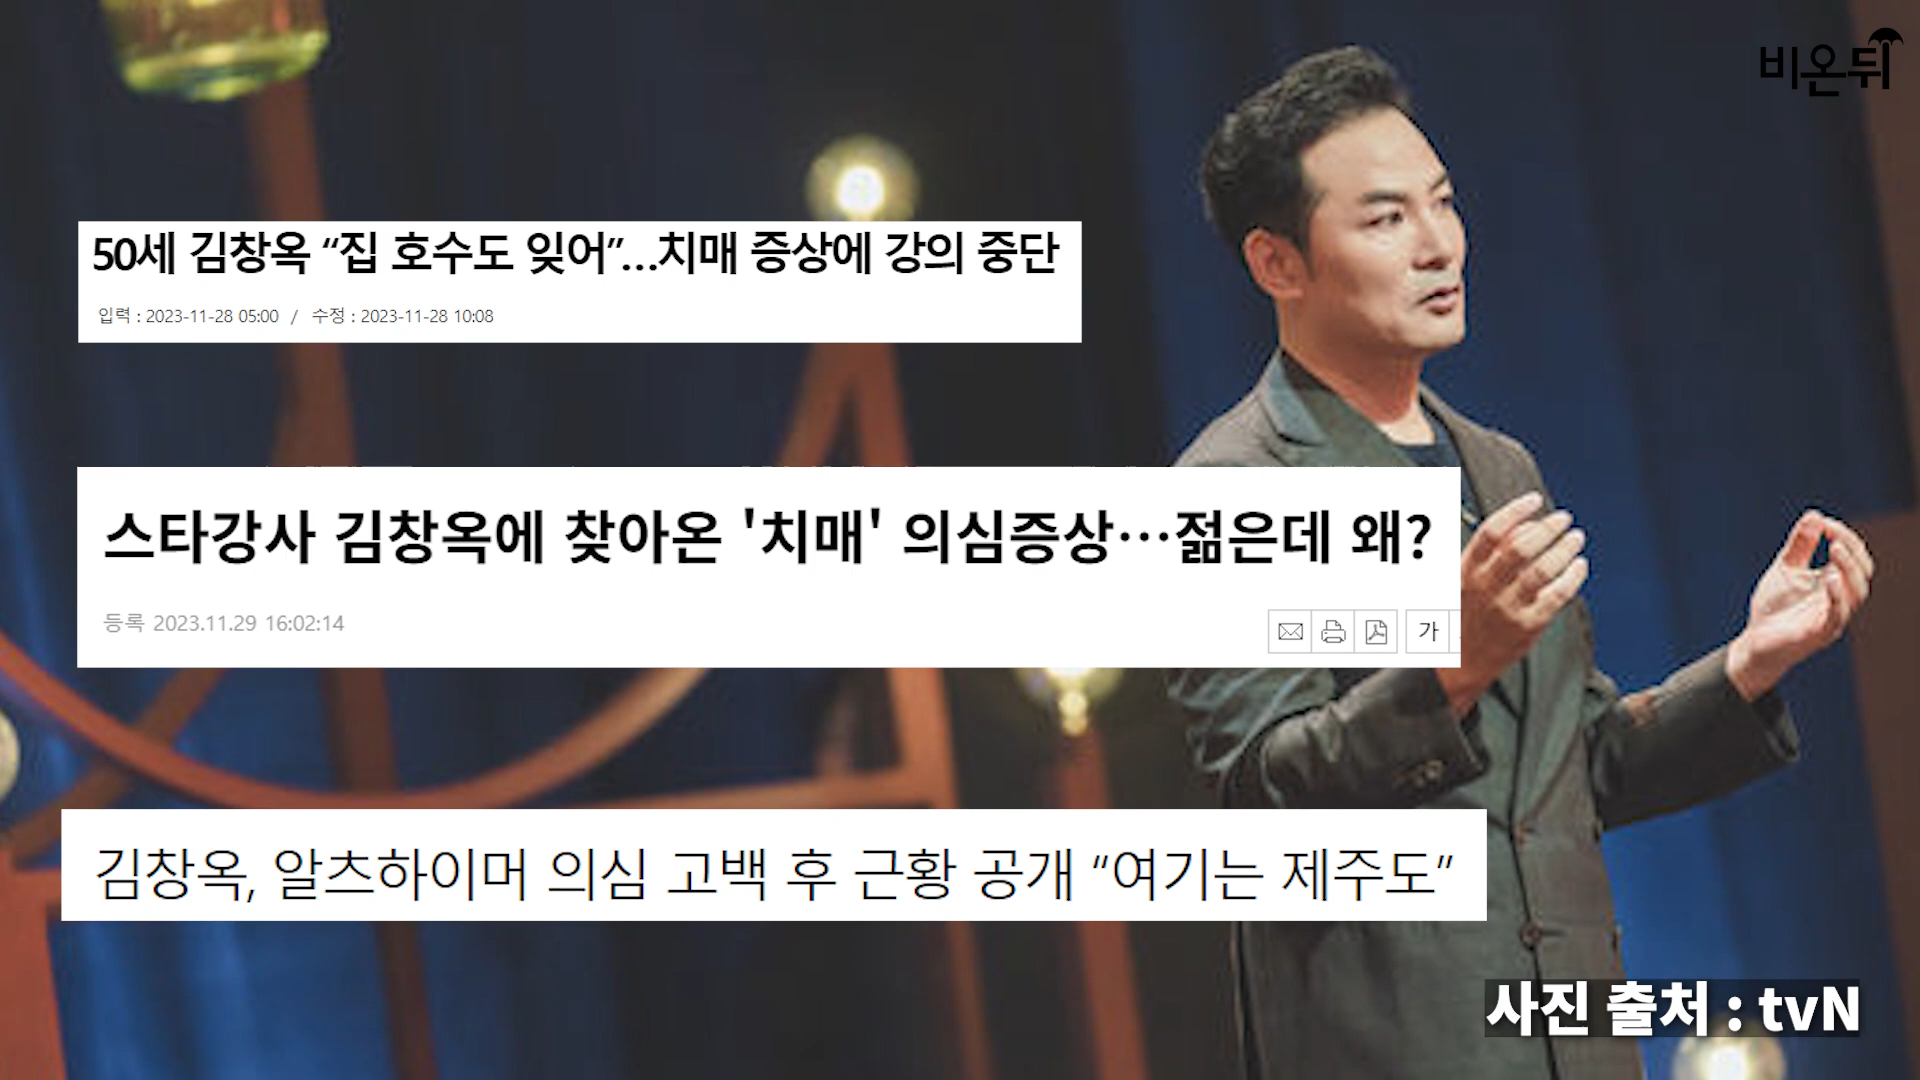 비온뒤
50세 김창옥 “집 호수도 잊어”...치매 증상에 강의 중단
입력 : 2023-11-28 05:00 / 수정 : 2023-11-28 10:08
스타강사 김창옥에 찾아온 '치매' 의심증상…젊은데 왜?
등록 2023.11.29 16:02:14
가
김창옥, 알츠하이머 의심 고백 후 근황 공개 “여기는 제주도”
사진 출처 : tvN